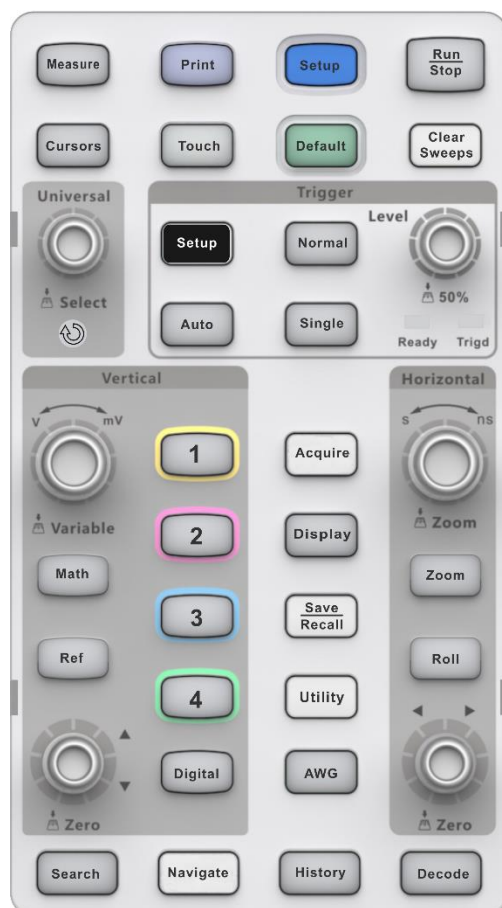 Measure
Print
Setup
Run
Stop
Cursors
Touch
Default
Clear
Sweeps
Universal
Select
Trigger
Setup
Normal
Level
50%
Auto
Single
Ready
Trigd
Vertical
V
mV
Variable
1
2
3
4
Math
Ref
Digital
Zero
Acquire
Display
Save
Recall
Utility
AWG
Horizontal
S
ns
Zoom
Zoom
Roll
Zero
Search
Navigate
History
Decode